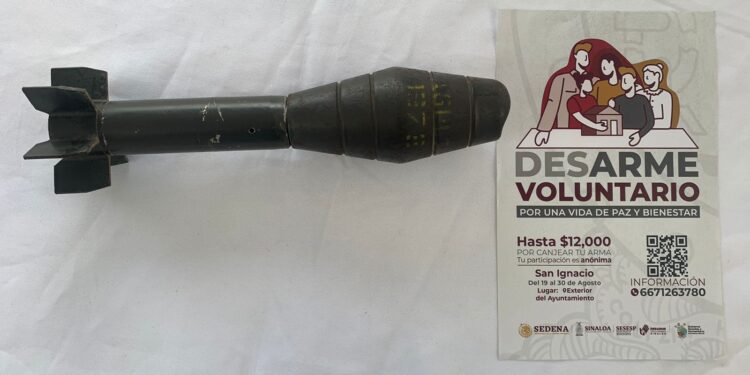 DESARME
VOLUNTARIO
POR UNA VIDA DE PAZ Y BIENESTAR
Hasta $12,000
POR CANJEAR TU ARMA
Tu participación es anónima
San Ignacio
Del 19 al 30 de Agosto
Lugar: Exterior
del Ayuntamiento
INFORMACIÓN
6671263780
SEDENA
SINALOA
SESESP